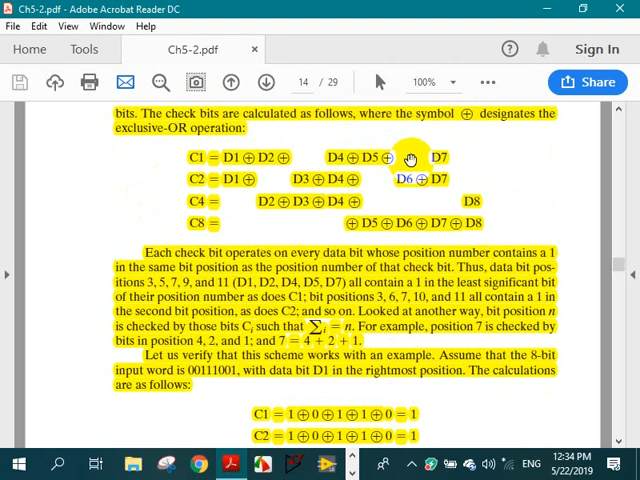 Ch5-2.pdf - Adobe Acrobat Reader DC
File Edit View Window Help
Home Tools Ch5-2.pdf × ? Sign In
14 / 29 100% Share
bits. The check bits are calculated as follows, where the symbol ⊕ designates the
exclusive-OR operation:
C1 = D1 ⊕ D2 ⊕ D4 ⊕ D5 ⊕ D7
C2 = D1 ⊕ D3 ⊕ D4 ⊕ D6 ⊕ D7
C4 = D2 ⊕ D3 ⊕ D4 ⊕ D8
C8 = ⊕ D5 ⊕ D6 ⊕ D7 ⊕ D8
Each check bit operates on every data bit whose position number contains a 1
in the same bit position as the position number of that check bit. Thus, data bit pos-
itions 3, 5, 7, 9, and 11 (D1, D2, D4, D5, D7) all contain a 1 in the least significant bit
of their position number as does C1; bit positions 3, 6, 7, 10, and 11 all contain a 1 in
the second bit position, as does C2; and so on. Looked at another way, bit position n
is checked by those bits Ci such that ∑i = n. For example, position 7 is checked by
bits in position 4, 2, and 1; and 7 = 4 + 2 + 1.
Let us verify that this scheme works with an example. Assume that the 8-bit
input word is 00111001, with data bit D1 in the rightmost position. The calculations
are as follows:
C1 = 1 ⊕ 0 ⊕ 1 ⊕ 1 ⊕ 0 = 1
C2 = 1 ⊕ 0 ⊕ 1 ⊕ 1 ⊕ 0 = 1
ENG
12:34 PM
5/22/2019